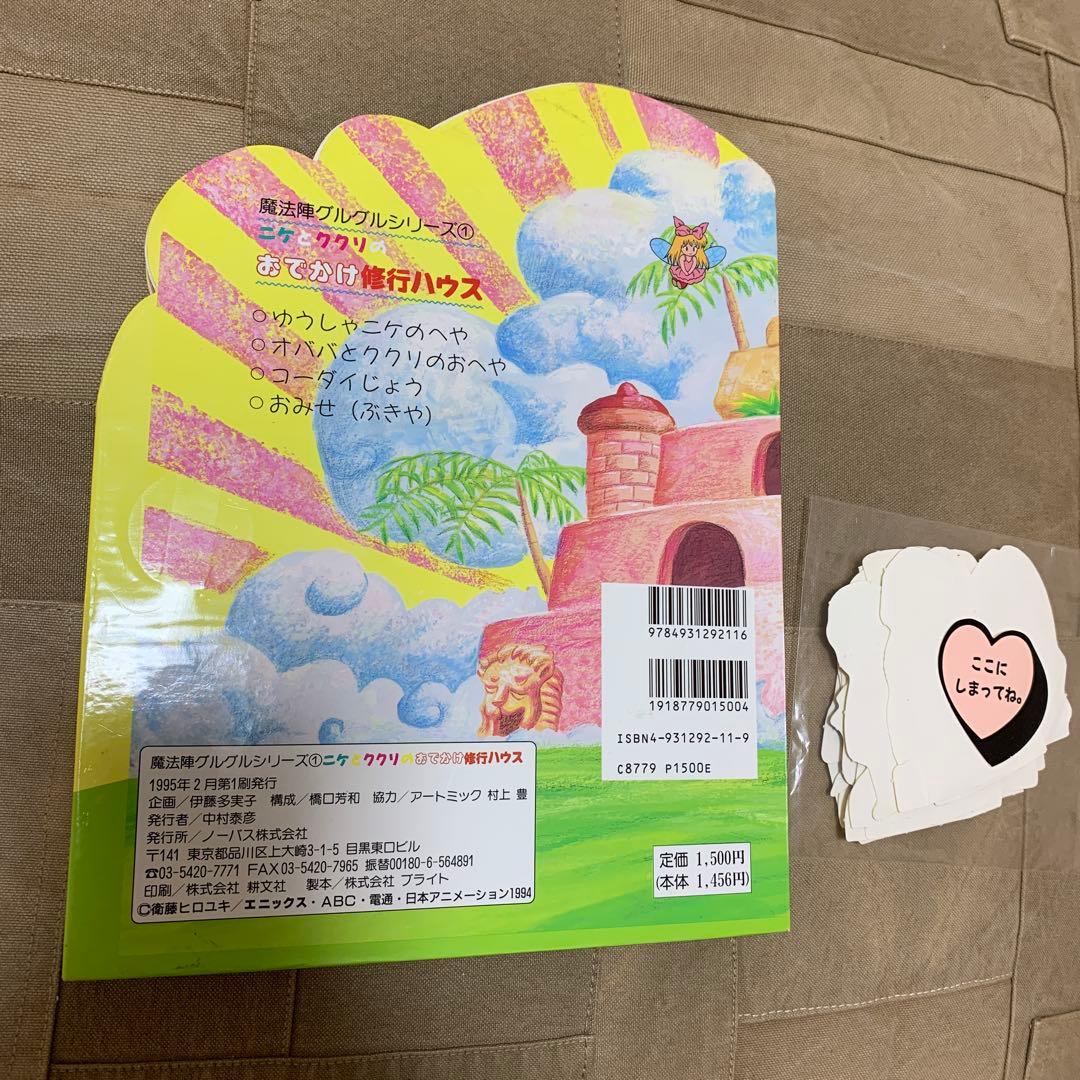 魔法陣グルグルシリーズ①
ニケとククリの
おでかけ修行ハウス
○ゆうしゃニケのへや
○オババとククリのおへや
○コーダイじょう
○おみせ（ぶきや）
9784931292116
1918779015004
ISBN4-931292-11-9
C8779 P1500E
魔法陣グルグルシリーズ①ニケとククリのおでかけ修行ハウス
1995年2月第1刷発行
企画／伊藤多実子 構成／橋口芳和 協力／アートミック 村上 豊
発行者／中村泰彦
発行所／ノーバス株式会社
〒141 東京都品川区上大崎3-1-5 目黒東口ビル
☎03-5420-7771 FAX03-5420-7965 振替00180-6-564891
印刷／株式会社 耕文社 製本／株式会社 ブライト
©衛藤ヒロユキ／エニックス・ABC・電通・日本アニメーション1994
定価 1,500円
(本体 1,456円)
ここに
しまってね。